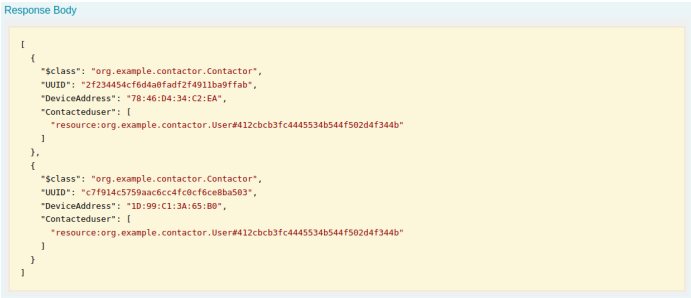 Response Body
[
  {
    "$class": "org.example.contactor.Contactor",
    "UUID": "2f234454cf6d4a0fadf2f4911ba9ffab",
    "DeviceAddress": "78:46:D4:34:C2:EA",
    "Contacteduser": [
      "resource:org.example.contactor.User#412cbcb3fc4445534b544f502d4f344b"
    ]
  },
  {
    "$class": "org.example.contactor.Contactor",
    "UUID": "c7f914c5759aac6cc4fc0cf6ce8ba503",
    "DeviceAddress": "1D:99:C1:3A:65:B0",
    "Contacteduser": [
      "resource:org.example.contactor.User#412cbcb3fc4445534b544f502d4f344b"
    ]
  }
]